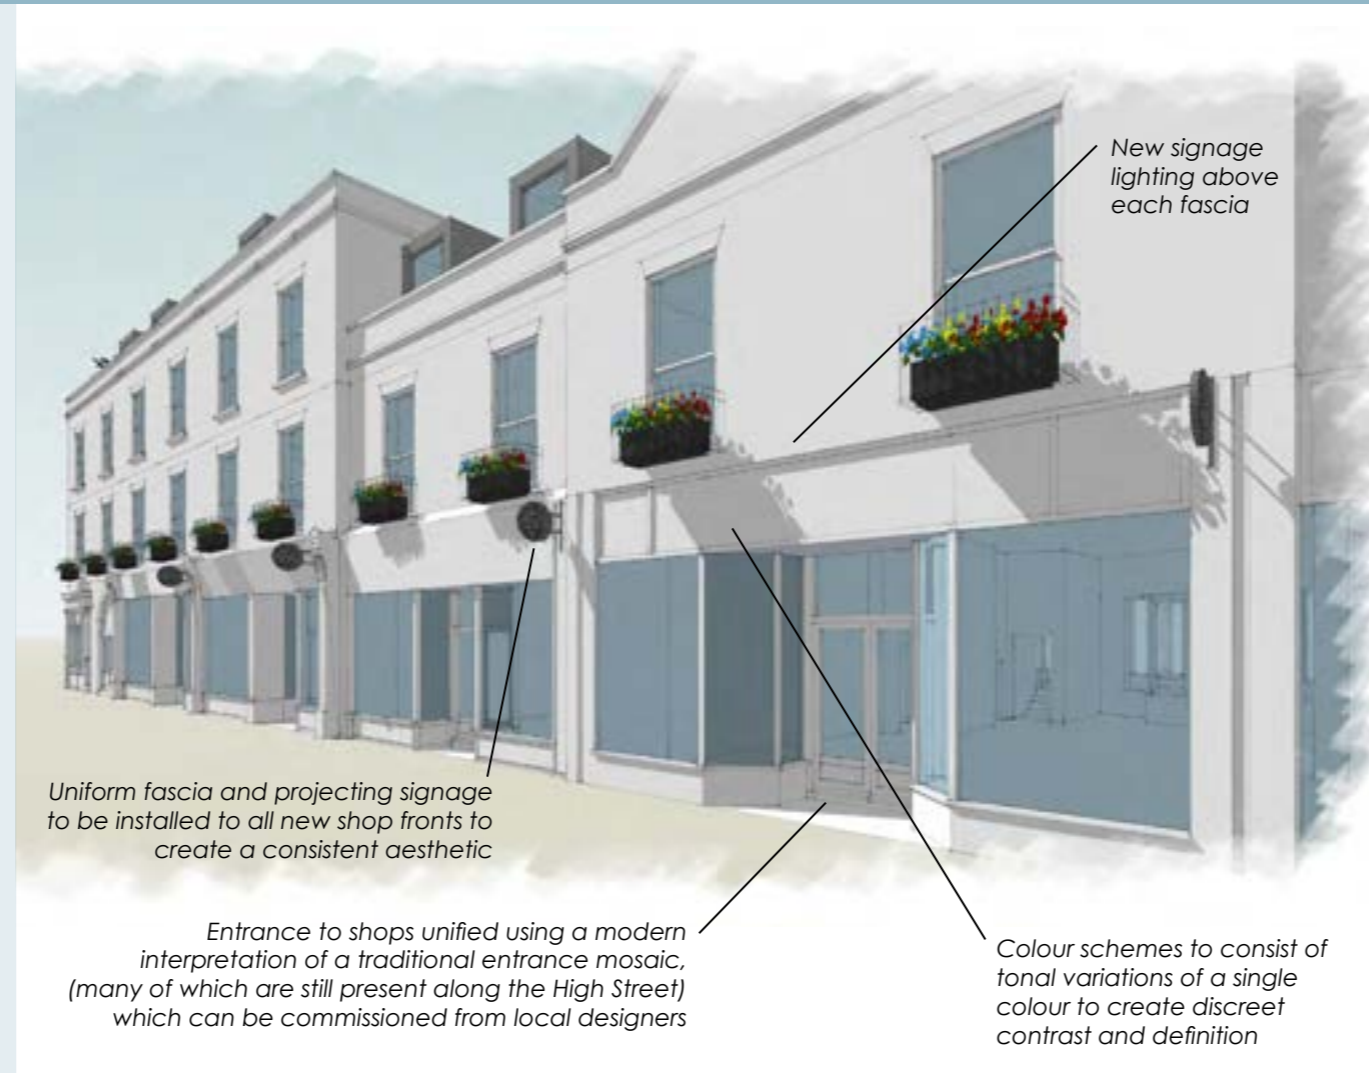 New signage
lighting above
each fascia
Uniform fascia and projecting signage
to be installed to all new shop fronts to
create a consistent aesthetic
Entrance to shops unified using a modern
interpretation of a traditional entrance mosaic,
(many of which are still present along the High Street)
which can be commissioned from local designers
Colour schemes to consist of
tonal variations of a single
colour to create discreet
contrast and definition